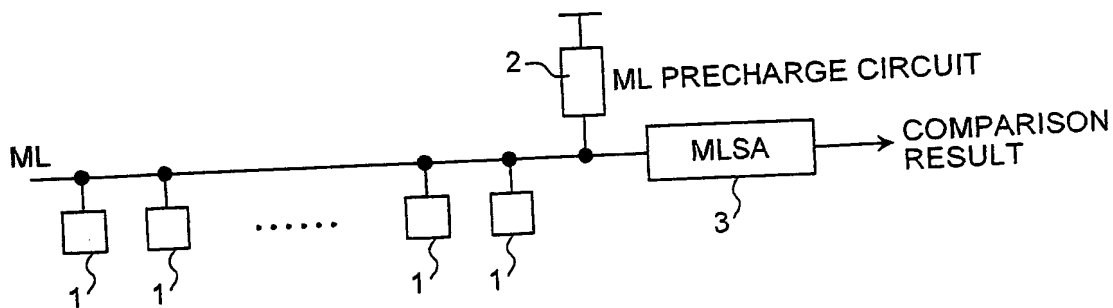 2
ML PRECHARGE CIRCUIT
ML
MLSA
COMPARISON
RESULT
3
1
1
1
1